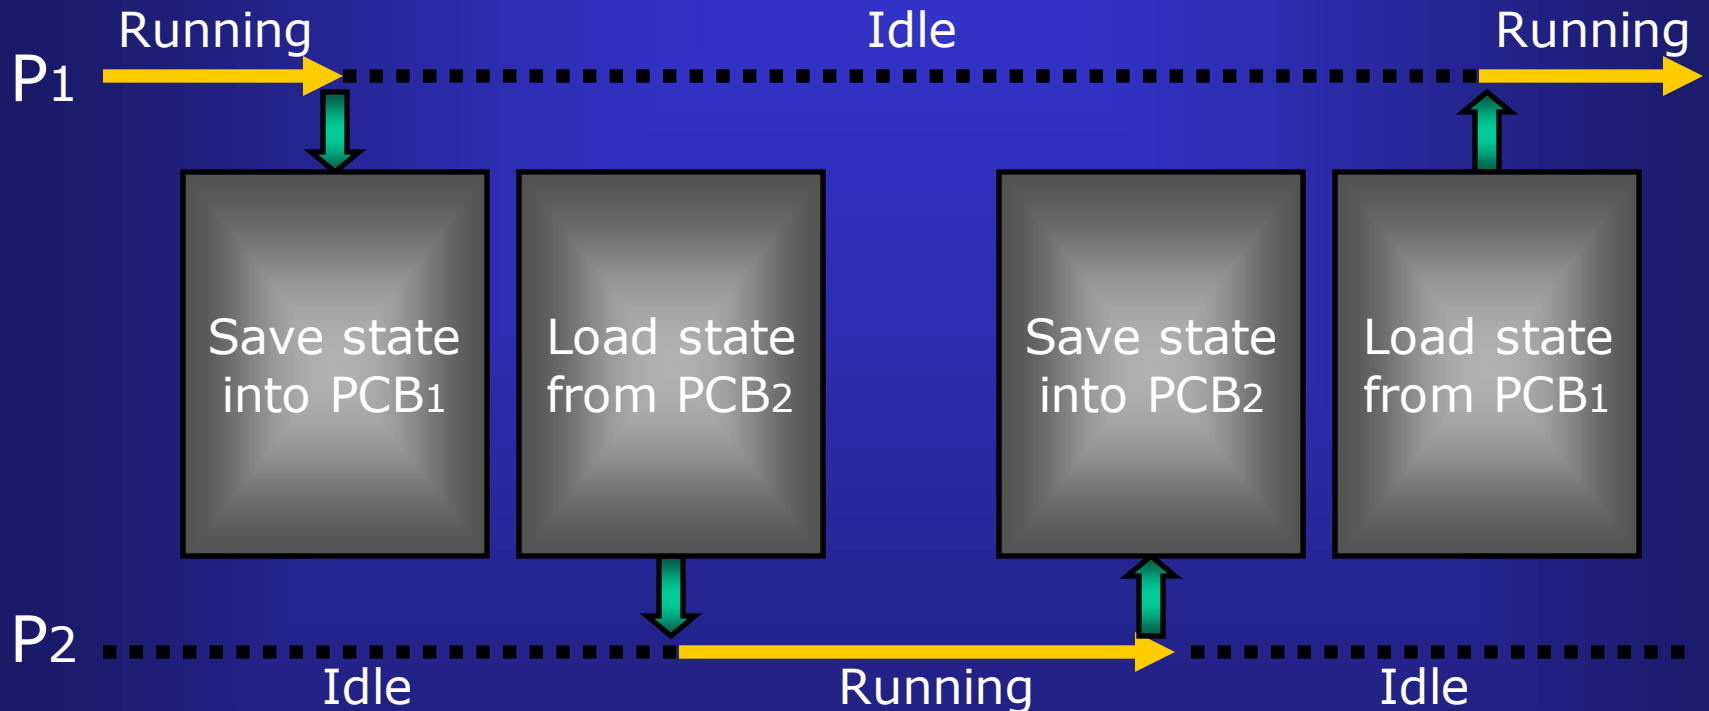 Running
Idle
Running
P1
Save state
into PCB1
Load state
from PCB2
Save state
into PCB2
Load state
from PCB1
P2
Idle
Running
Idle